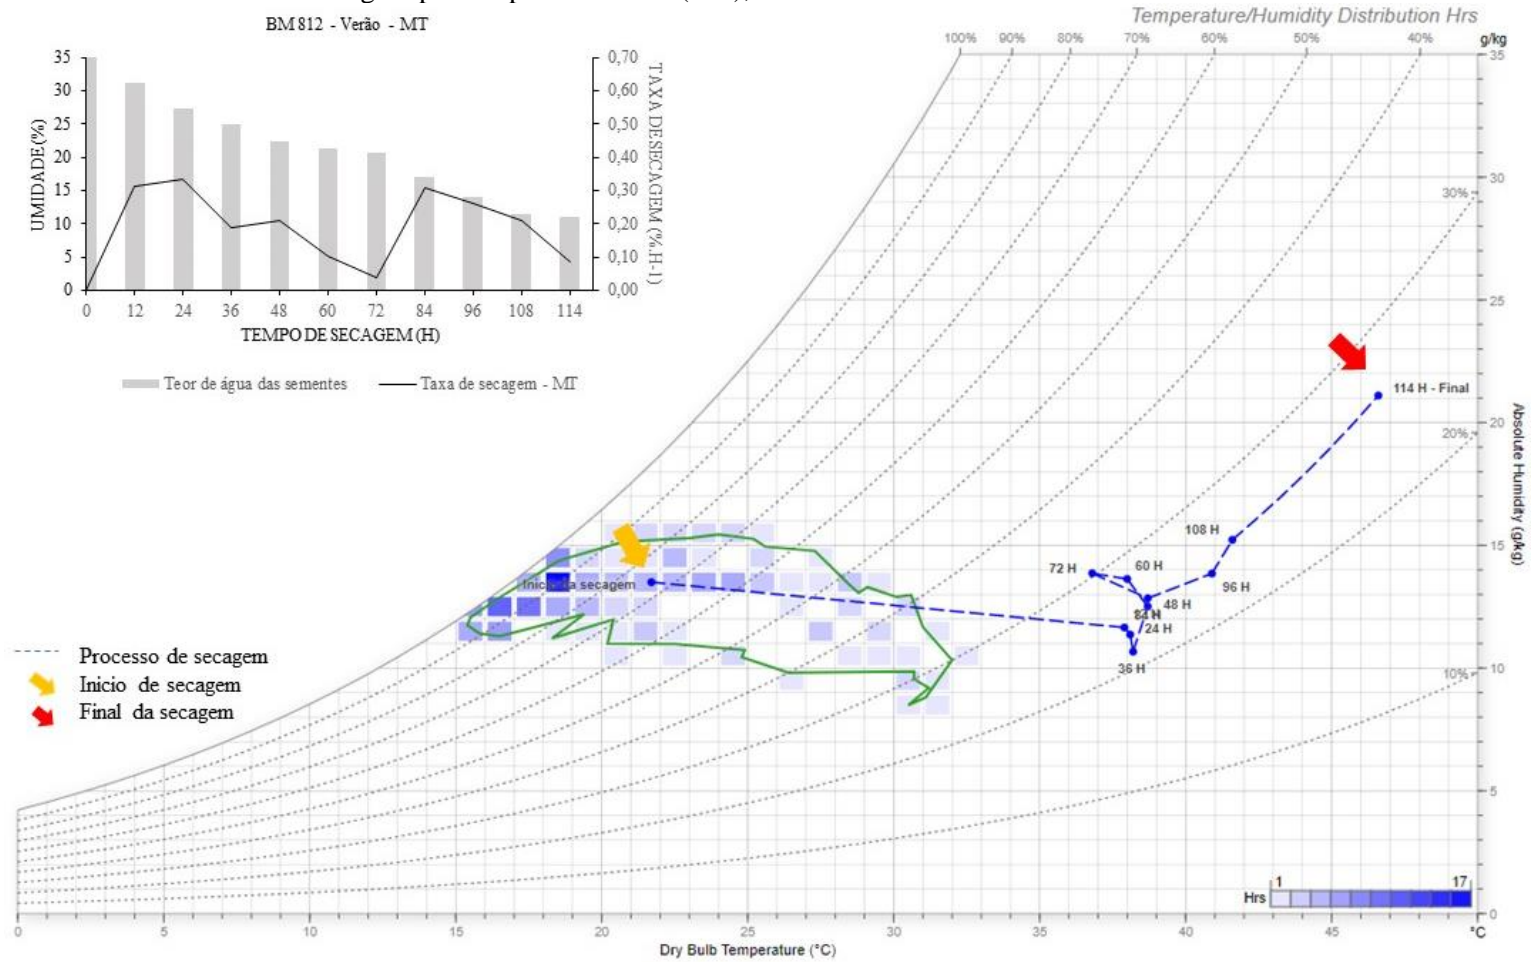 BM 812 - Verão - MT
Temperature/Humidity Distribution Hrs
100% 90% 80% 70% 60% 50% 40% g/kg
35 30 25 20 15 10 5 0
UMIDADE (%)
0,70 0,60 0,50 0,40 0,30 0,20 0,10 0,00
TAXA DE SECAGEM (%.H-1)
0 12 24 36 48 60 72 84 96 108 114
TEMPO DE SECAGEM (H)
Teor de água das sementes
Taxa de secagem - MT
35
30
30%
25
20
20%
15
10
10%
5
0
Absolute Humidity (g/kg)
114 H - Final
108 H
72 H
60 H
96 H
48 H
84 H
24 H
36 H
Inicio da secagem
Processo de secagem
Inicio de secagem
Final da secagem
1 17
Hrs
0 5 10 15 20 25 30 35 40 45 °C
Dry Bulb Temperature (°C)